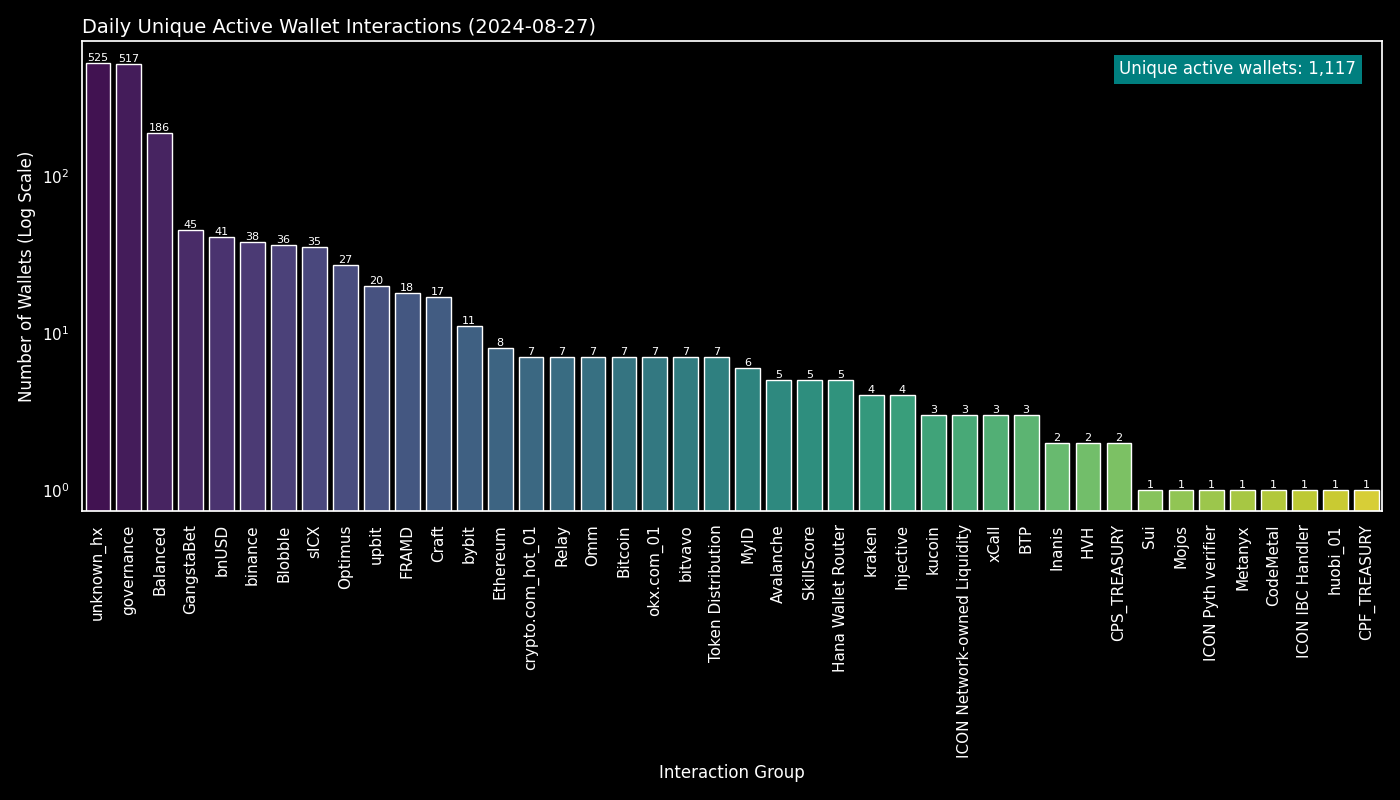 Daily Unique Active Wallet Interactions (2024-08-27)
Unique active wallets: 1,117
Number of Wallets (Log Scale)
10²
10¹
10⁰
525
517
186
45
41
38
36
35
27
20
18
17
11
8
7
7
7
7
7
7
7
6
5
5
5
4
4
3
3
3
3
2
2
2
1
1
1
1
1
1
1
1
unknown_hx
governance
Balanced
GangstaBet
bnUSD
binance
Blobble
sICX
Optimus
upbit
FRAMD
Craft
bybit
Ethereum
crypto.com_hot_01
Relay
Omm
Bitcoin
okx.com_01
bitvavo
Token Distribution
MyID
Avalanche
SkillScore
Hana Wallet Router
kraken
Injective
kucoin
ICON Network-owned Liquidity
xCall
BTP
Inanis
HVH
CPS_TREASURY
Sui
Mojos
ICON Pyth verifier
Metanyx
CodeMetal
ICON IBC Handler
huobi_01
CPF_TREASURY
Interaction Group